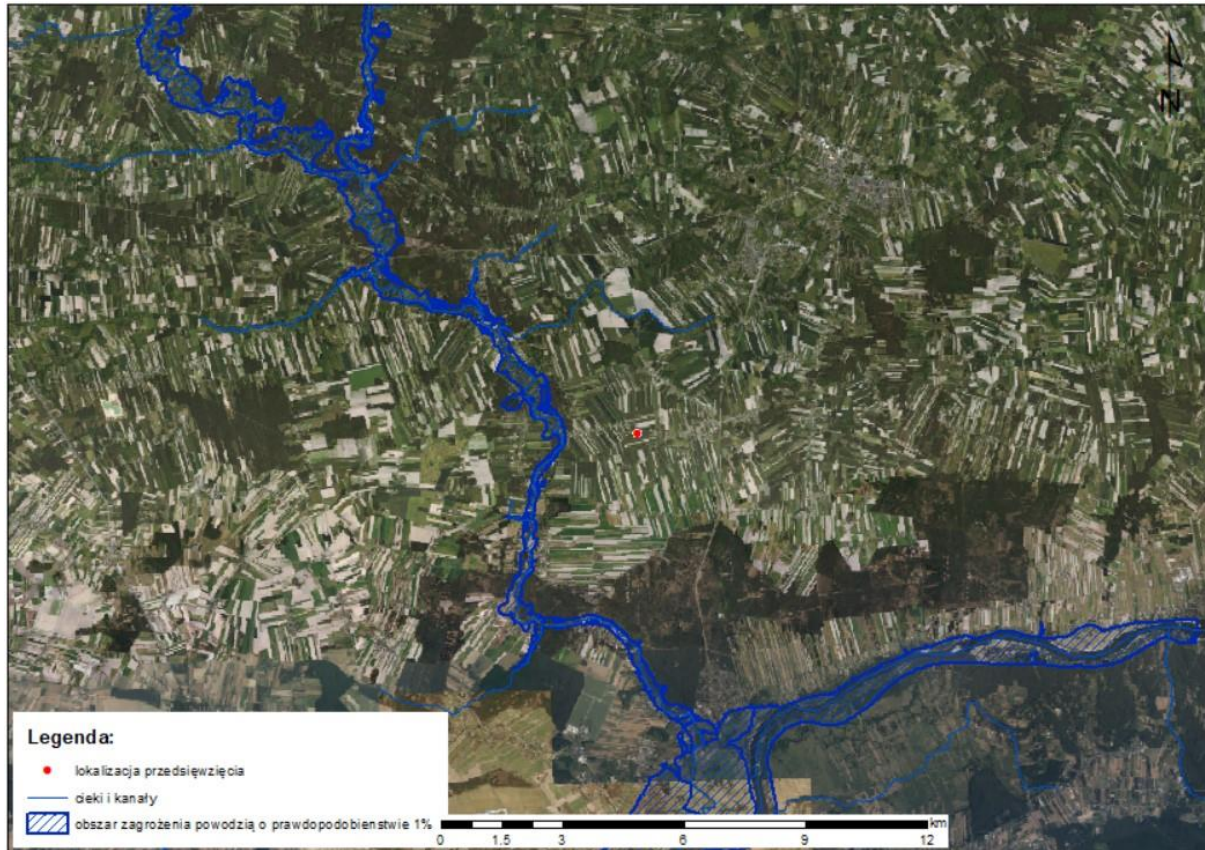 N
Legenda:
lokalizacja przedsięwzięcia
cieki i kanały
obszar zagrożenia powodzią o prawdopodobieństwie 1%
km
0 1.5 3 6 9 12